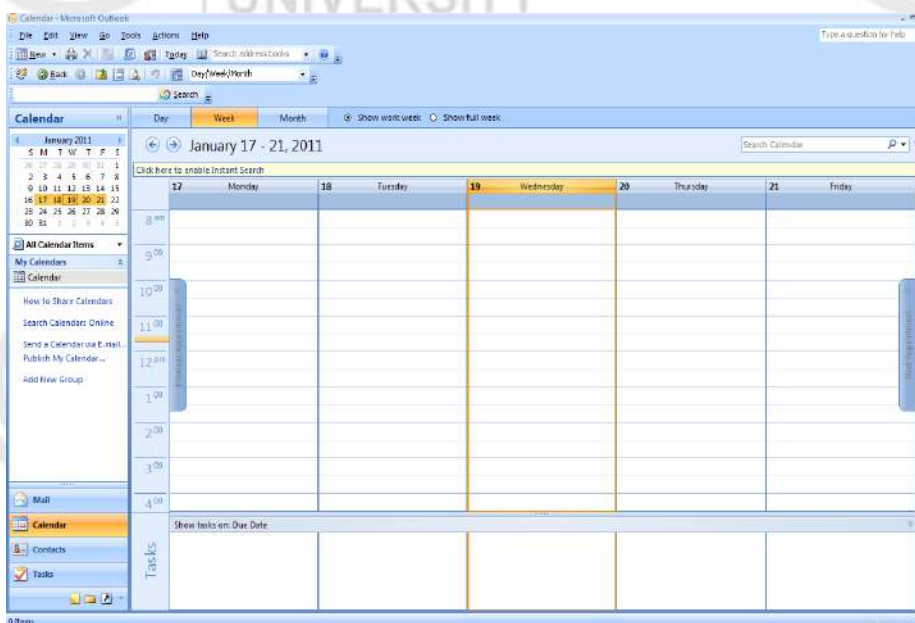 UNIVERSITY
Calendar - Microsoft Outlook
File Edit View Go Tools Actions Help
Type a question for help
New Today Search address books
Back Day/Week/Month
Search
Calendar
Day Week Month Show work week Show full week
January 2011
S M T W T F S
26 27 28 29 30 31 1
2 3 4 5 6 7 8
9 10 11 12 13 14 15
16 17 18 19 20 21 22
23 24 25 26 27 28 29
30 31 1 2 3 4 5
January 17 - 21, 2011
Search Calendar
Click here to enable Instant Search
17 Monday 18 Tuesday 19 Wednesday 20 Thursday 21 Friday
All Calendar Items
My Calendars
Calendar
How to Share Calendars
Search Calendars Online
Send a Calendar via E-mail...
Publish My Calendar...
Add New Group
8 am
9 00
10 00
11 00
12 pm
1 00
2 00
3 00
4 00
Previous Appointment
Next Appointment
Mail
Calendar
Contacts
Tasks
Show tasks on: Due Date
Tasks
0 Items